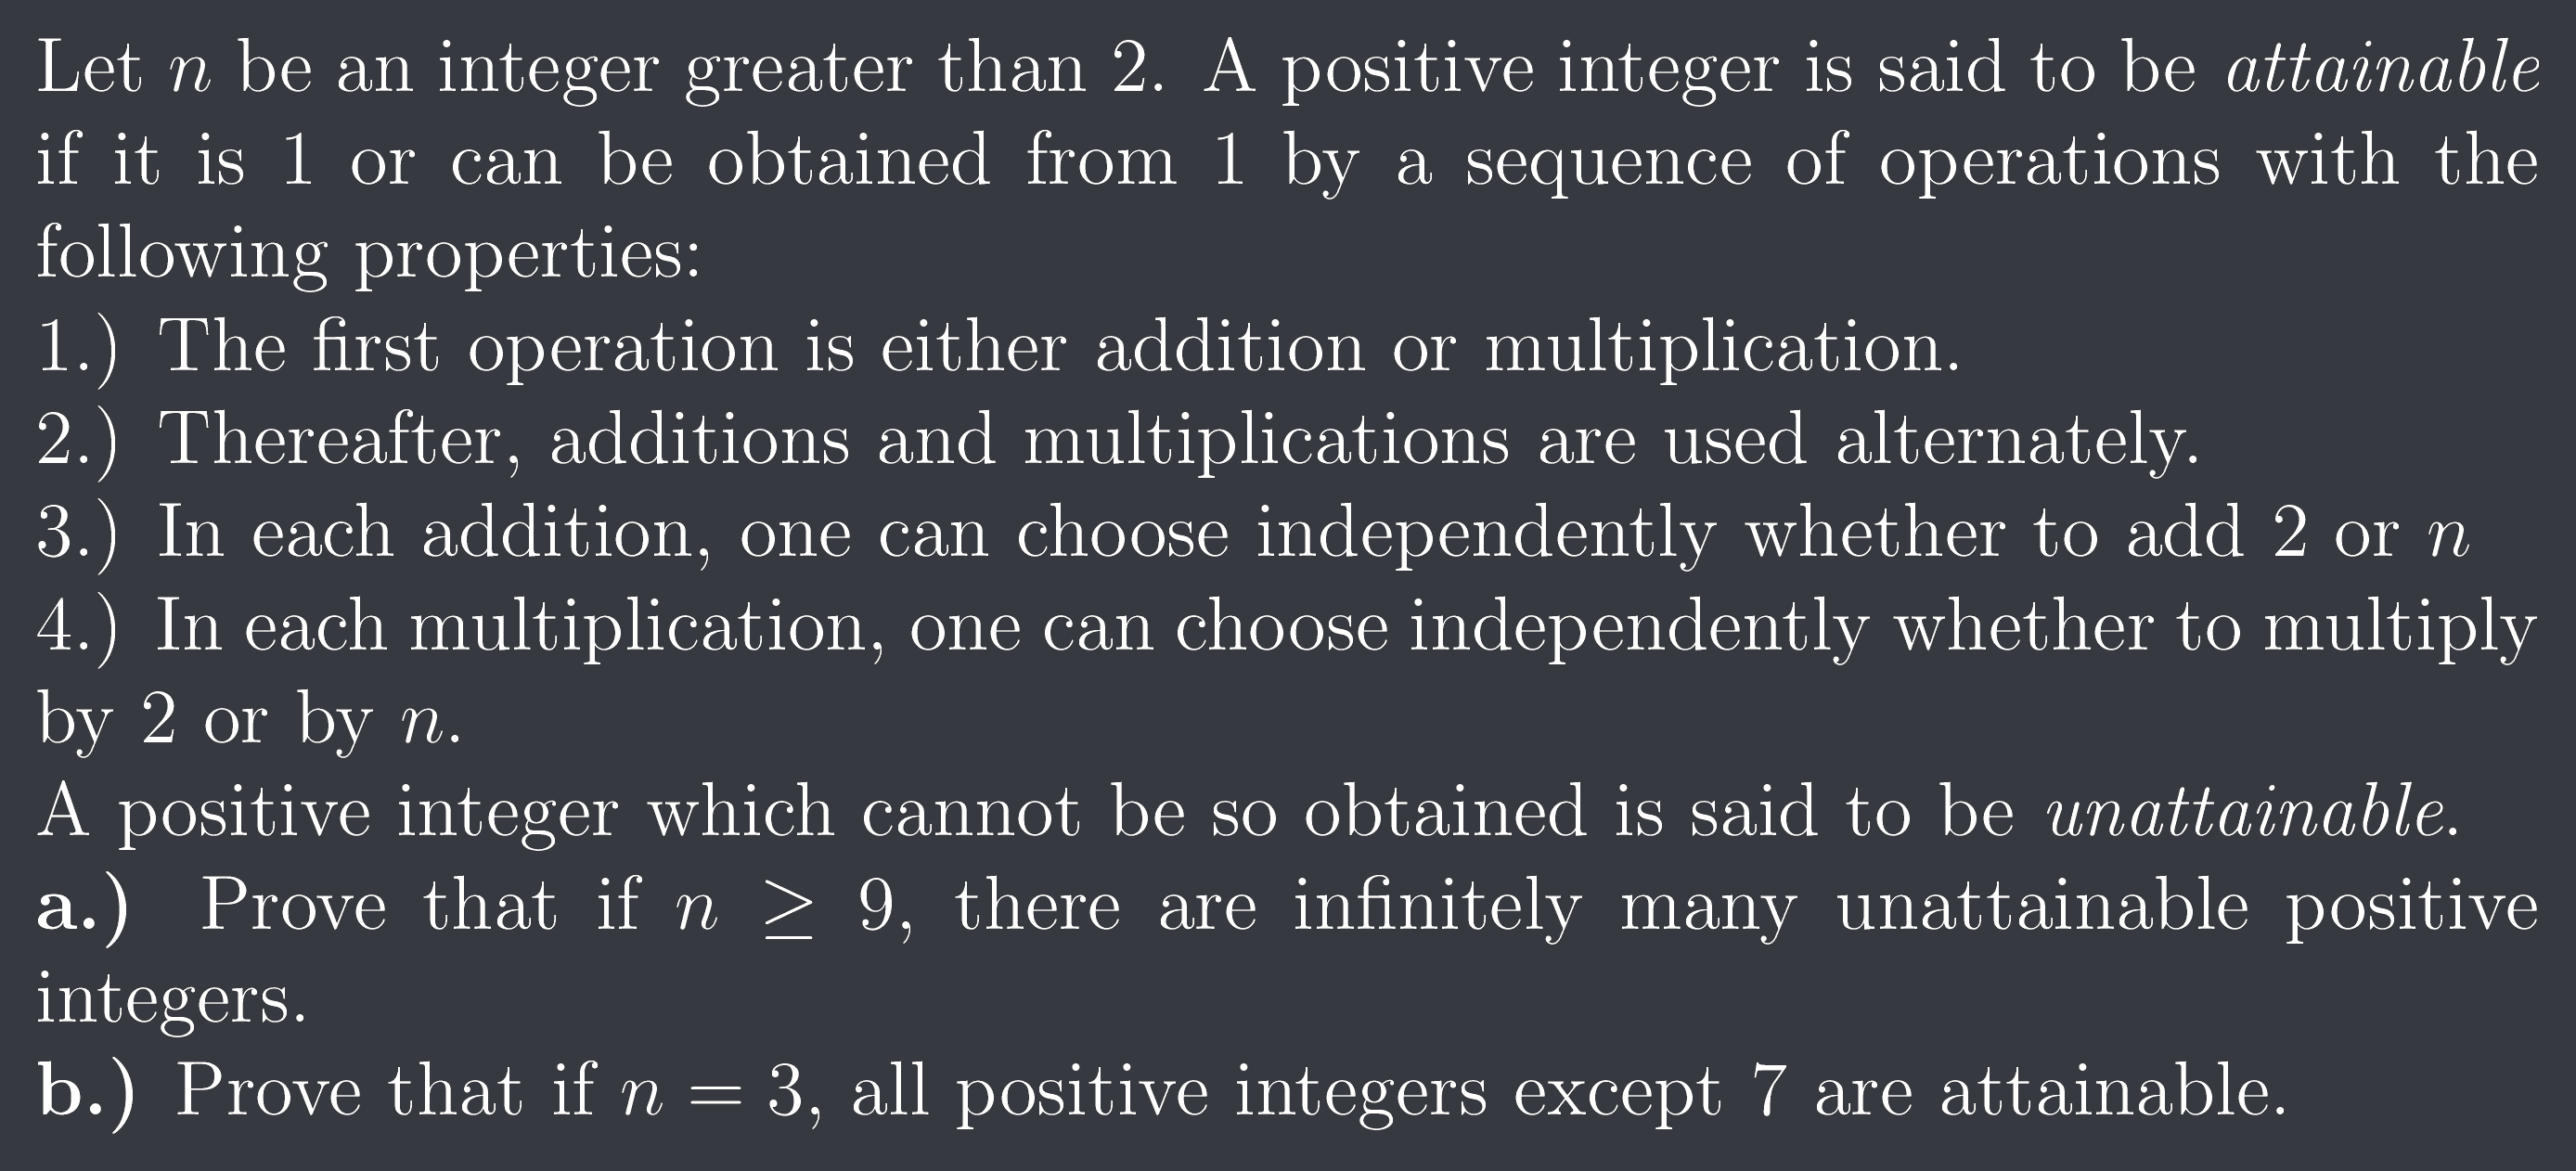 Let n be an integer greater than 2. A positive integer is said to be attainable
if it is 1 or can be obtained from 1 by a sequence of operations with the
following properties:
1.) The first operation is either addition or multiplication.
2.) Thereafter, additions and multiplications are used alternately.
3.) In each addition, one can choose independently whether to add 2 or n
4.) In each multiplication, one can choose independently whether to multiply
by 2 or by n.
A positive integer which cannot be so obtained is said to be unattainable.
a.) Prove that if n ≥ 9, there are infinitely many unattainable positive
integers.
b.) Prove that if n = 3, all positive integers except 7 are attainable.